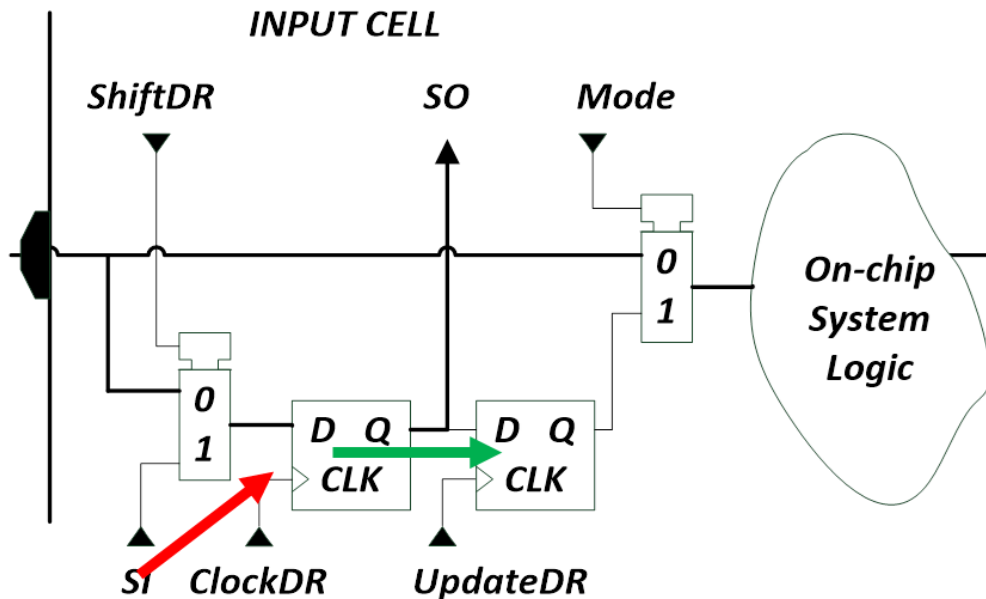 INPUT CELL
ShiftDR SO Mode
0
1
On-chip
System
Logic
0
1
D Q
CLK
D Q
CLK
SI ClockDR UpdateDR